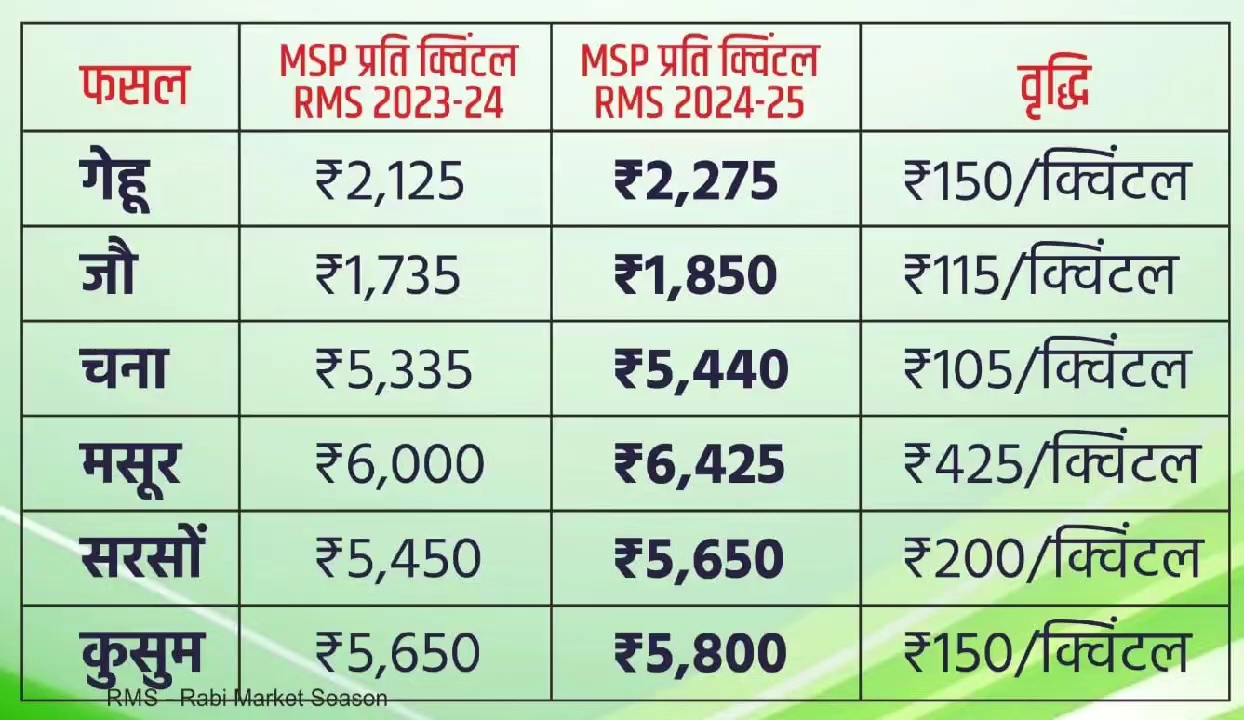 फसल MSP प्रति क्विंटल RMS 2023-24 MSP प्रति क्विंटल RMS 2024-25 वृद्धि
गेहू ₹2,125 ₹2,275 ₹150/क्विंटल
जौ ₹1,735 ₹1,850 ₹115/क्विंटल
चना ₹5,335 ₹5,440 ₹105/क्विंटल
मसूर ₹6,000 ₹6,425 ₹425/क्विंटल
सरसों ₹5,450 ₹5,650 ₹200/क्विंटल
कुसुम ₹5,650 ₹5,800 ₹150/क्विंटल
RMS - Rabi Market Season